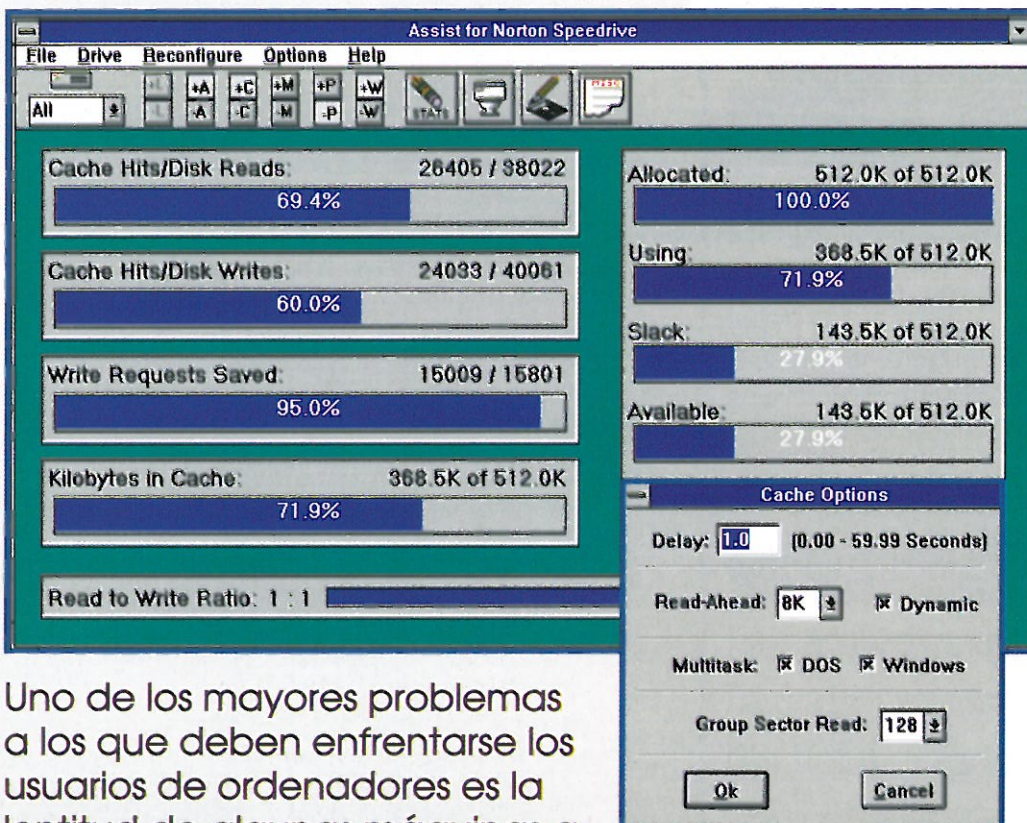 Assist for Norton Speedrive
File Drive Reconfigure Options Help
+L +A +C +M +P +W
All -L -A -C -M -P -W STATS MISC
Cache Hits/Disk Reads: 26405 / 38022
69.4%
Cache Hits/Disk Writes: 24033 / 40061
60.0%
Write Requests Saved: 15009 / 15801
95.0%
Kilobytes in Cache: 368.5K of 512.0K
71.9%
Read to Write Ratio: 1 : 1
Allocated: 512.0K of 512.0K
100.0%
Using: 368.5K of 512.0K
71.9%
Slack: 143.5K of 512.0K
27.9%
Available: 143.5K of 512.0K
27.9%
Cache Options
Delay: 1.0 (0.00 - 59.99 Seconds)
Read-Ahead: 8K Dynamic
Multitask: DOS Windows
Group Sector Read: 128
Ok Cancel
Uno de los mayores problemas
a los que deben enfrentarse los
usuarios de ordenadores es la
lentitud de algunas máquinas a